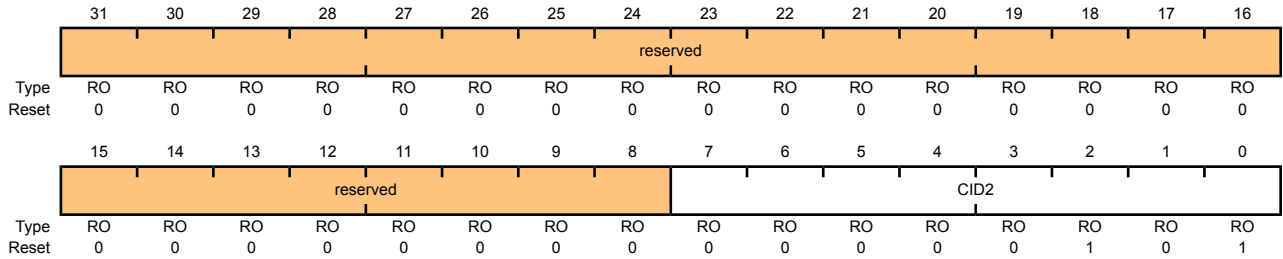 31 30 29 28 27 26 25 24 23 22 21 20 19 18 17 16
reserved
Type RO RO RO RO RO RO RO RO RO RO RO RO RO RO RO RO
Reset 0 0 0 0 0 0 0 0 0 0 0 0 0 0 0 0
15 14 13 12 11 10 9 8 7 6 5 4 3 2 1 0
reserved CID2
Type RO RO RO RO RO RO RO RO RO RO RO RO RO RO RO RO
Reset 0 0 0 0 0 0 0 0 0 0 0 0 0 1 0 1